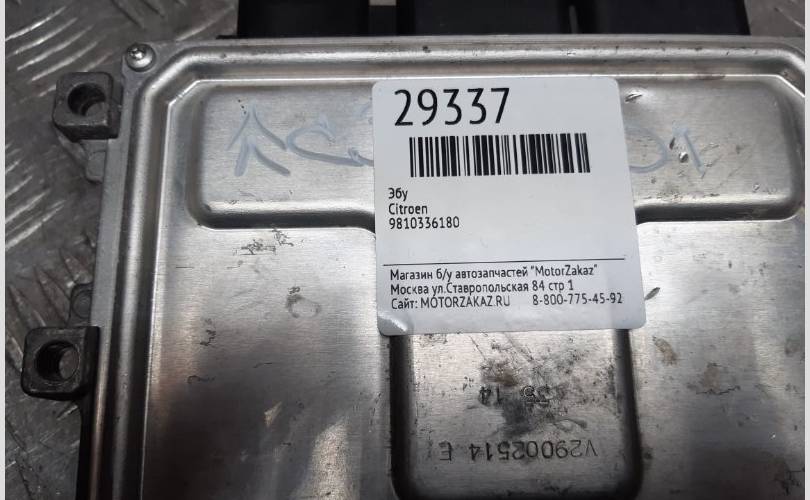 29337
Эбу
Citroen
9810336180
Магазин б/у автозапчастей "MotorZakaz"
Москва ул.Ставропольская 84 стр 1
Сайт: MOTORZAKAZ.RU 8-800-775-45-92
14
V29002514 E